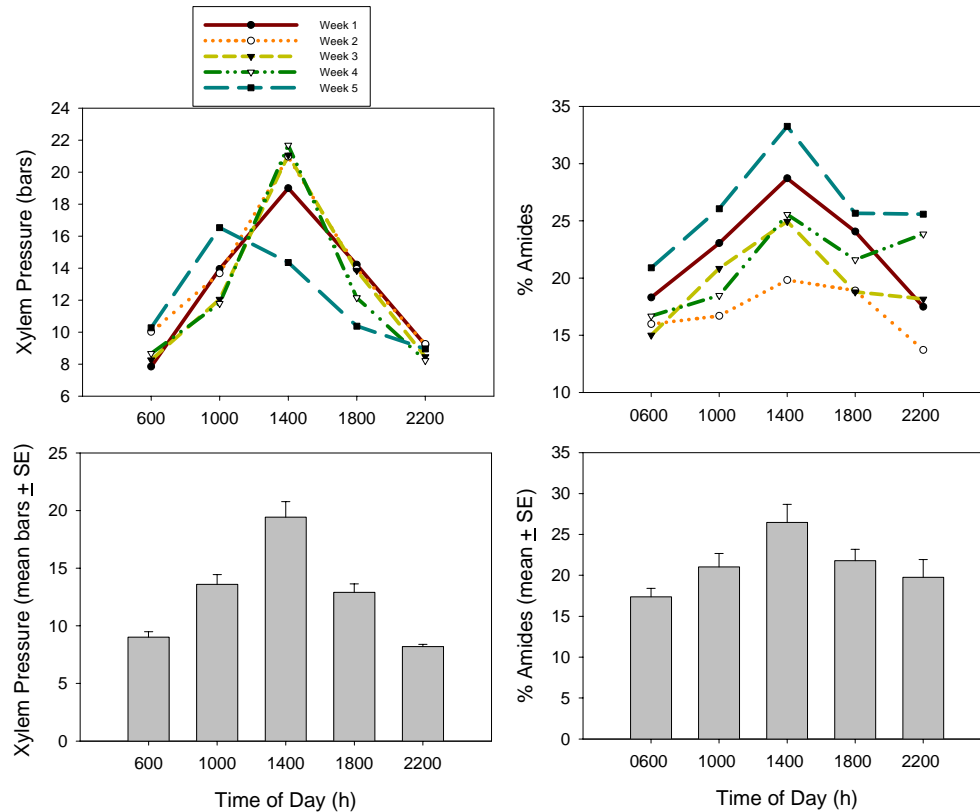 Week 1
Week 2
Week 3
Week 4
Week 5
Xylem Pressure (bars)
24
22
20
18
16
14
12
10
8
6
600 1000 1400 1800 2200
% Amides
35
30
25
20
15
10
0600 1000 1400 1800 2200
Xylem Pressure (mean bars ± SE)
25
20
15
10
5
0
600 1000 1400 1800 2200
Time of Day (h)
% Amides (mean ± SE)
35
30
25
20
15
10
5
0
0600 1000 1400 1800 2200
Time of Day (h)